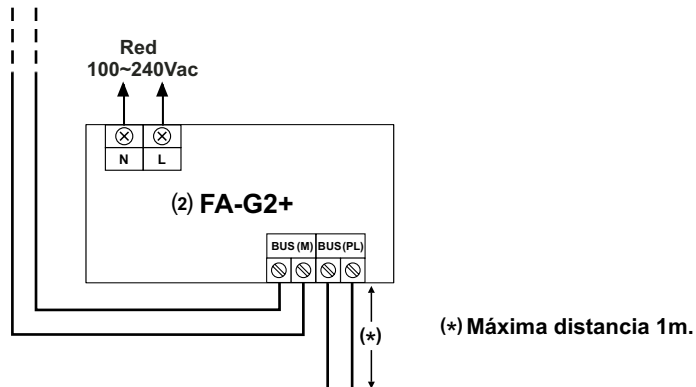 Red
100~240Vac
N L
(2) FA-G2+
BUS (M) BUS (PL)
(*)
(*) Máxima distancia 1m.